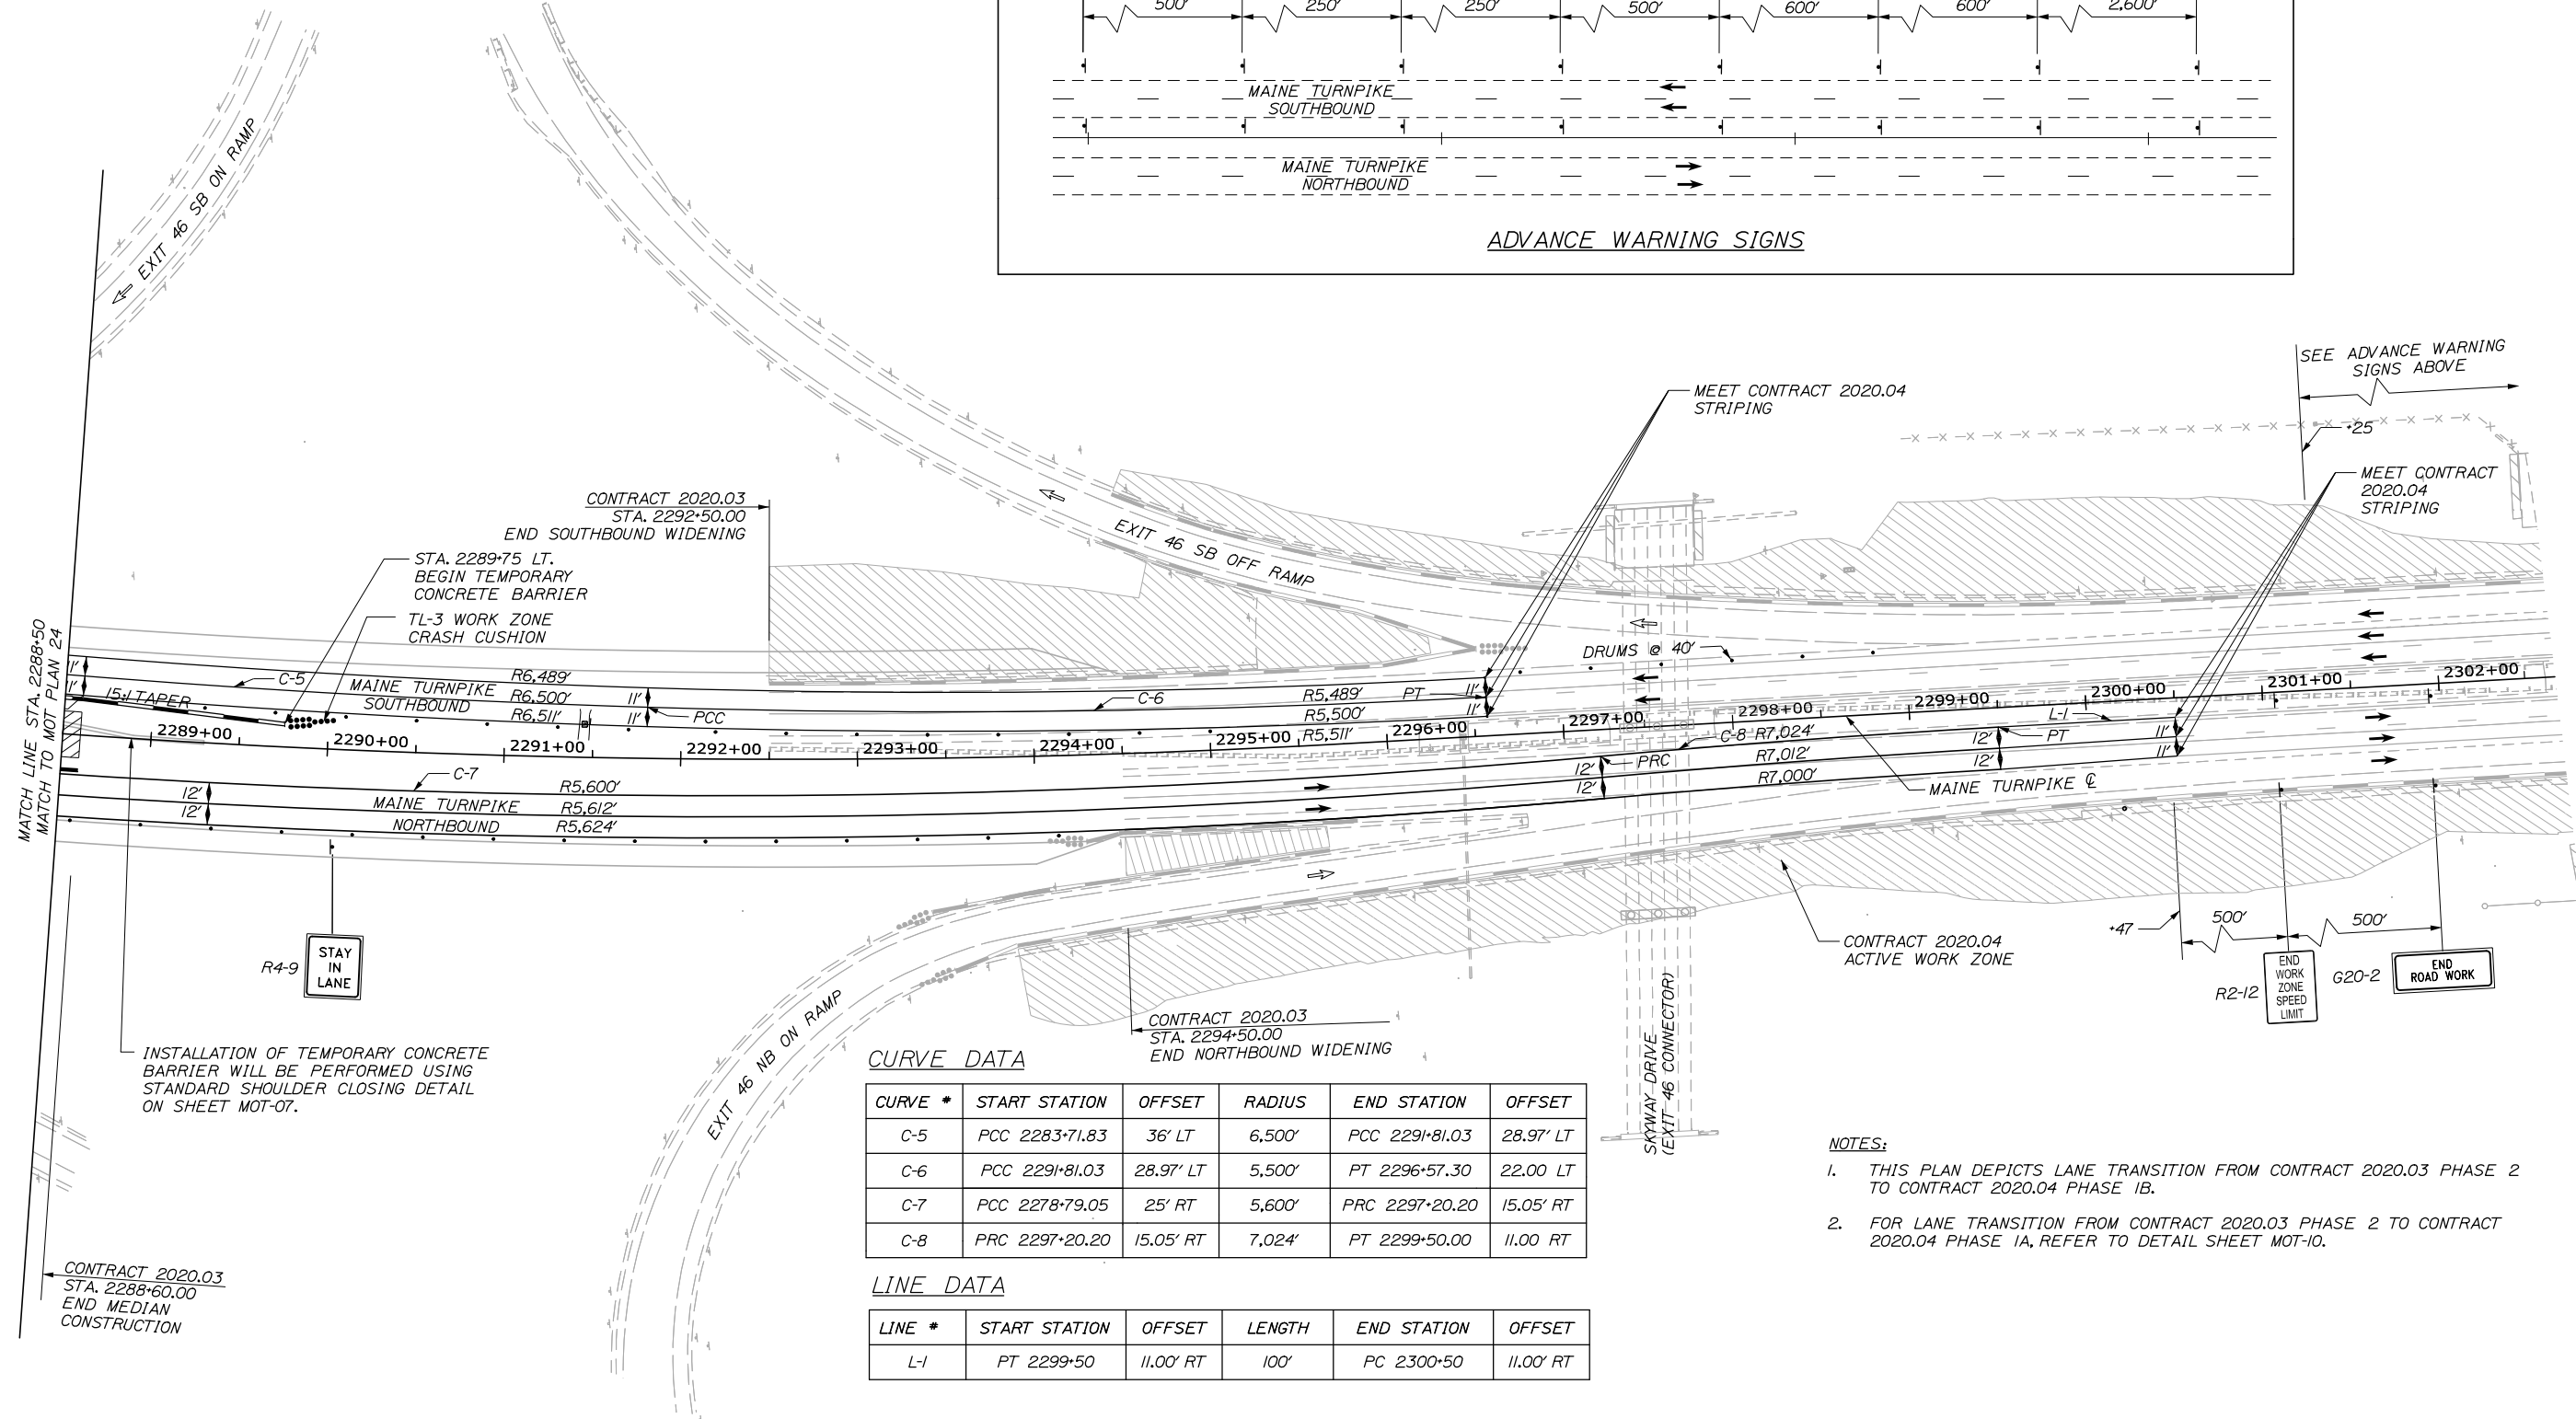 500'
250'
250'
500'
600'
600'
2,600'
MAINE TURNPIKE
SOUTHBOUND
MAINE TURNPIKE
NORTHBOUND
ADVANCE WARNING SIGNS
EXIT 46 SB ON RAMP
SEE ADVANCE WARNING
SIGNS ABOVE
+25
MEET CONTRACT 2020.04
STRIPING
MEET CONTRACT
2020.04
STRIPING
CONTRACT 2020.03
STA. 2292+50.00
END SOUTHBOUND WIDENING
EXIT 46 SB OFF RAMP
STA. 2289+75 LT.
BEGIN TEMPORARY
CONCRETE BARRIER
TL-3 WORK ZONE
CRASH CUSHION
DRUMS @ 40'
MATCH LINE STA. 2288+50
MATCH TO MOT PLAN 24
11'
11'
15:1 TAPER
C-5
MAINE TURNPIKE
SOUTHBOUND
R6,489'
R6,500'
R6,511'
11'
11'
PCC
C-6
R5,489'
R5,500'
R5,511'
PT
11'
11'
2289+00
2290+00
2291+00
2292+00
2293+00
2294+00
2295+00
2296+00
2297+00
2298+00
2299+00
2300+00
2301+00
2302+00
C-7
R5,600'
MAINE TURNPIKE
R5,612'
NORTHBOUND
R5,624'
12'
12'
12'
12'
PRC
C-8
R7,024'
R7,012'
R7,000'
L-1
PT
12'
12'
11'
11'
MAINE TURNPIKE ℄
R4-9
STAY
IN
LANE
+47
500'
500'
R2-12
END
WORK
ZONE
SPEED
LIMIT
G20-2
END
ROAD WORK
CONTRACT 2020.04
ACTIVE WORK ZONE
CONTRACT 2020.03
STA. 2294+50.00
END NORTHBOUND WIDENING
SKYWAY DRIVE
(EXIT 46 CONNECTOR)
EXIT 46 NB ON RAMP
INSTALLATION OF TEMPORARY CONCRETE
BARRIER WILL BE PERFORMED USING
STANDARD SHOULDER CLOSING DETAIL
ON SHEET MOT-07.
CONTRACT 2020.03
STA. 2288+60.00
END MEDIAN
CONSTRUCTION
CURVE DATA
CURVE # START STATION OFFSET RADIUS END STATION OFFSET
C-5 PCC 2283+71.83 36' LT 6,500' PCC 2291+81.03 28.97' LT
C-6 PCC 2291+81.03 28.97' LT 5,500' PT 2296+57.30 22.00 LT
C-7 PCC 2278+79.05 25' RT 5,600' PRC 2297+20.20 15.05' RT
C-8 PRC 2297+20.20 15.05' RT 7,024' PT 2299+50.00 11.00 RT
LINE DATA
LINE # START STATION OFFSET LENGTH END STATION OFFSET
L-1 PT 2299+50 11.00' RT 100' PC 2300+50 11.00' RT
NOTES:
1. THIS PLAN DEPICTS LANE TRANSITION FROM CONTRACT 2020.03 PHASE 2
TO CONTRACT 2020.04 PHASE 1B.
2. FOR LANE TRANSITION FROM CONTRACT 2020.03 PHASE 2 TO CONTRACT
2020.04 PHASE 1A, REFER TO DETAIL SHEET MOT-10.